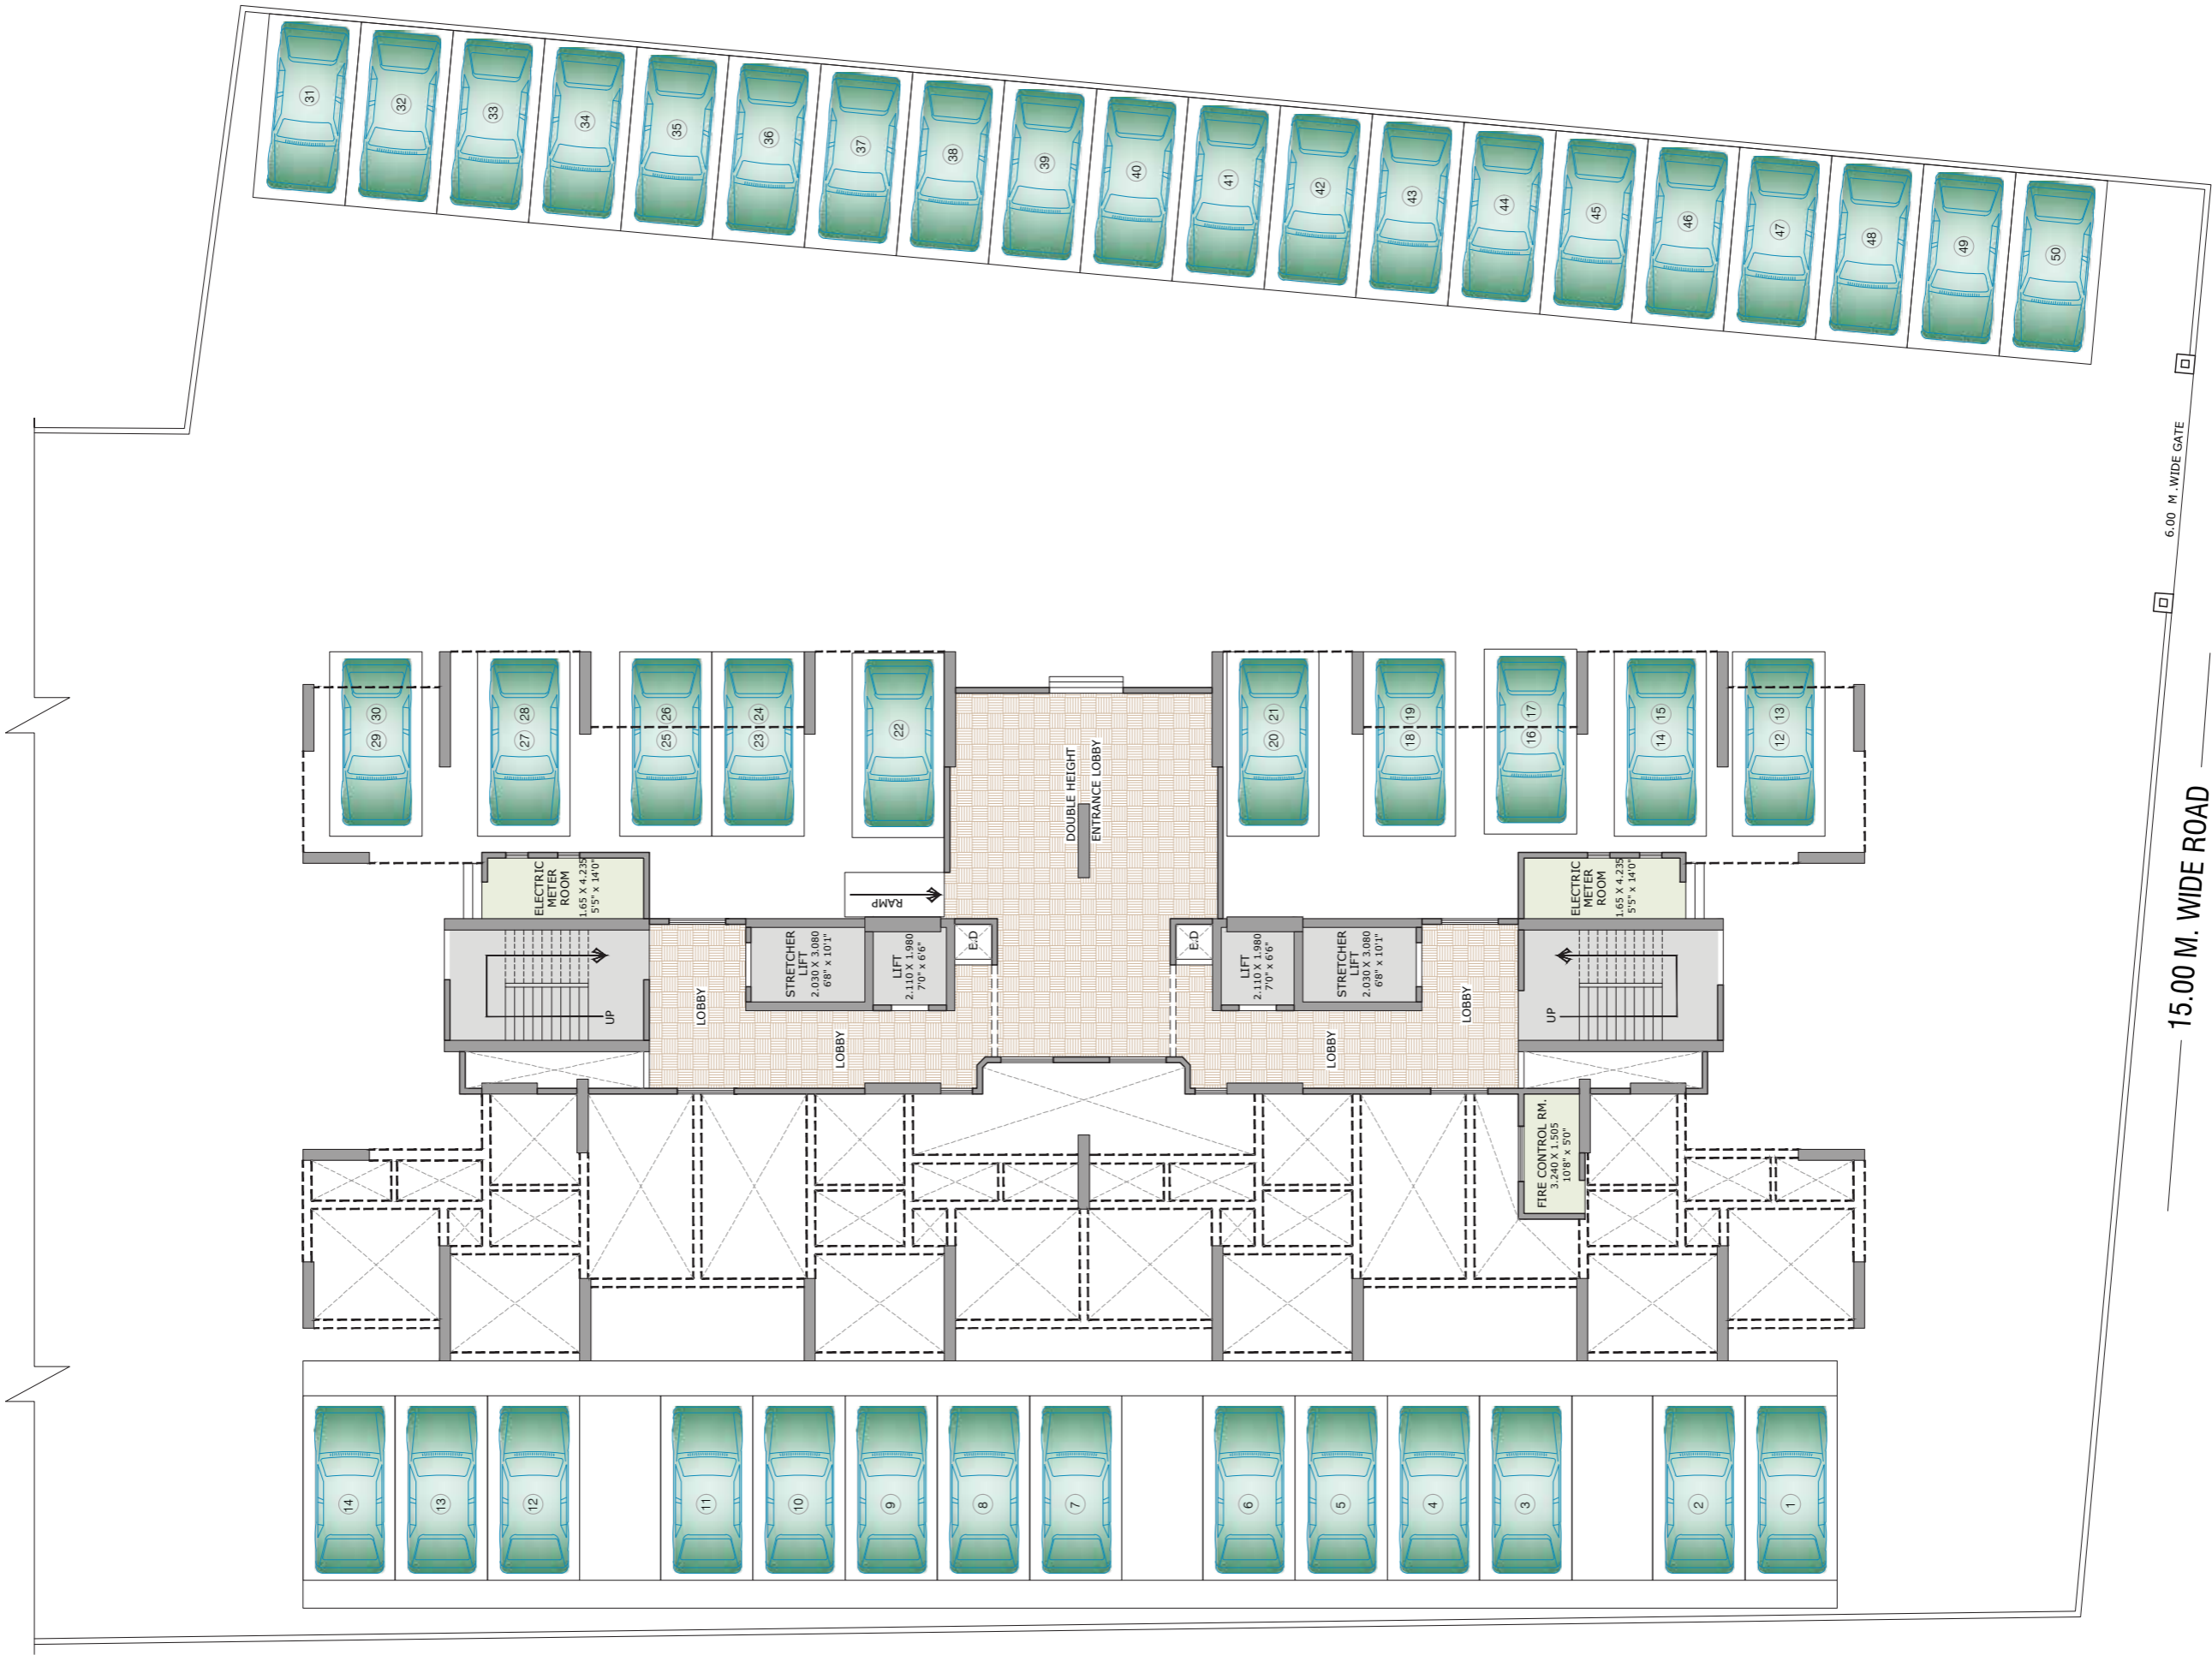 31
32
33
34
35
36
37
38
39
40
41
42
43
44
45
46
47
48
49
50
6.00 M .WIDE GATE
15.00 M. WIDE ROAD
29 30
27 28
25 26
23 24
22
20 21
18 19
16 17
14 15
12 13
DOUBLE HEIGHT
ENTRANCE LOBBY
ELECTRIC
METER
ROOM
1.65 X 4.235
5'5" x 14'0"
RAMP
ELECTRIC
METER
ROOM
1.65 X 4.235
5'5" x 14'0"
UP
LOBBY
STRETCHER
LIFT
2.030 X 3.080
6'8" x 10'1"
LIFT
2.110 X 1.980
7'0" x 6'6"
E.D
E.D
LIFT
2.110 X 1.980
7'0" x 6'6"
STRETCHER
LIFT
2.030 X 3.080
6'8" x 10'1"
LOBBY
UP
LOBBY
LOBBY
FIRE CONTROL RM.
3.240 X 1.505
10'8" x 5'0"
14
13
12
11
10
9
8
7
6
5
4
3
2
1